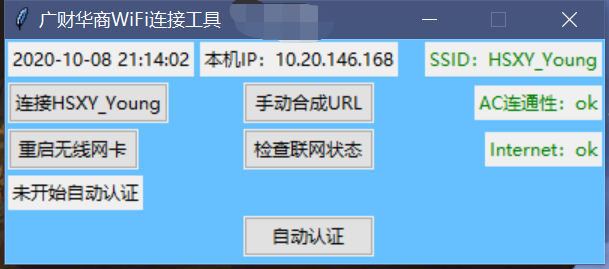 广财华商WiFi连接工具
2020-10-08 21:14:02 本机IP：10.20.146.168 SSID：HSXY_Young
连接HSXY_Young 手动合成URL AC连通性：ok
重启无线网卡 检查联网状态 Internet：ok
未开始自动认证
自动认证